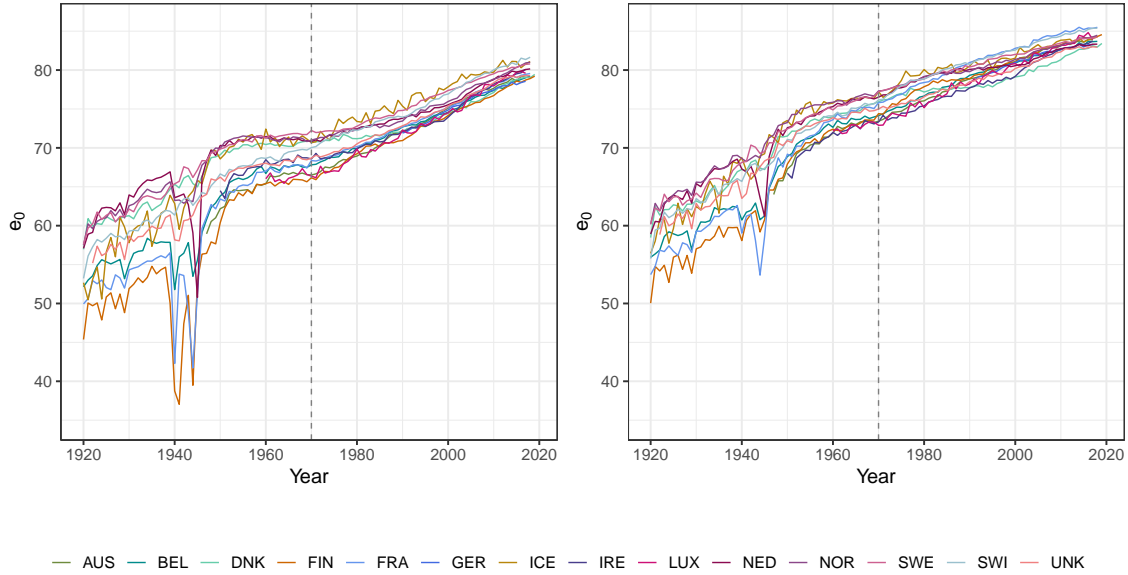 80
70
60
50
40
e0
1920 1940 1960 1980 2000 2020
Year
80
70
60
50
40
e0
1920 1940 1960 1980 2000 2020
Year
AUS BEL DNK FIN FRA GER ICE IRE LUX NED NOR SWE SWI UNK